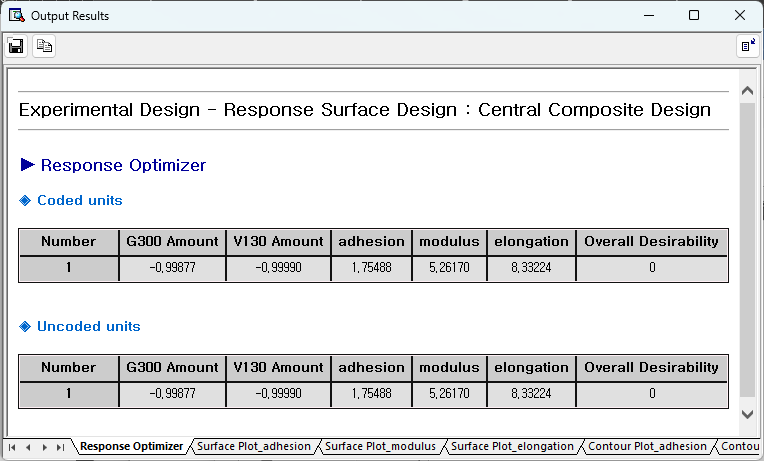 Output Results
Experimental Design - Response Surface Design : Central Composite Design
▶ Response Optimizer
◈ Coded units
Number G300 Amount V130 Amount adhesion modulus elongation Overall Desirability
1 -0.99877 -0.99990 1.75488 5.26170 8.33224 0
◈ Uncoded units
Number G300 Amount V130 Amount adhesion modulus elongation Overall Desirability
1 -0.99877 -0.99990 1.75488 5.26170 8.33224 0
Response Optimizer Surface Plot_adhesion Surface Plot_modulus Surface Plot_elongation Contour Plot_adhesion Contou